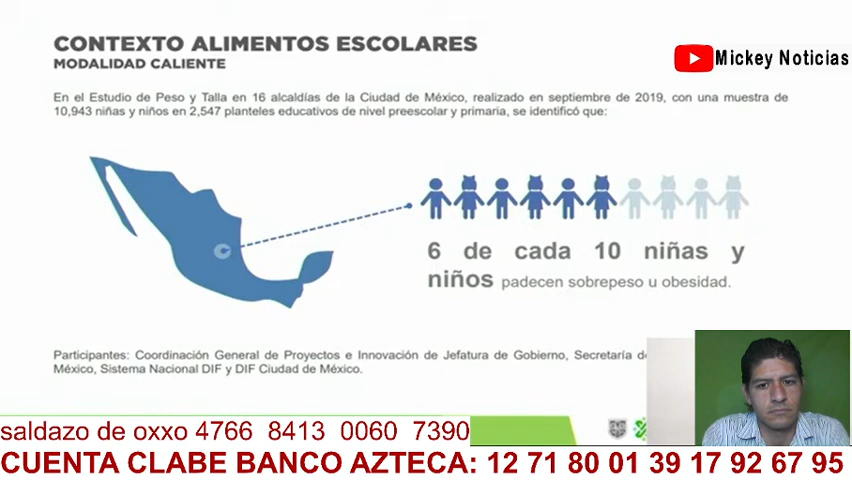 CONTEXTO ALIMENTOS ESCOLARES
MODALIDAD CALIENTE
Mickey Noticias
En el Estudio de Peso y Talla en 16 alcaldías de la Ciudad de México, realizado en septiembre de 2019, con una muestra de
10,943 niñas y niños en 2,547 planteles educativos de nivel preescolar y primaria, se identificó que:
6 de cada 10 niñas y
niños padecen sobrepeso u obesidad.
Participantes: Coordinación General de Proyectos e Innovación de Jefatura de Gobierno, Secretaría de
México, Sistema Nacional DIF y DIF Ciudad de México.
saldazo de oxxo 4766 8413 0060 7390
CUENTA CLABE BANCO AZTECA: 12 71 80 01 39 17 92 67 95